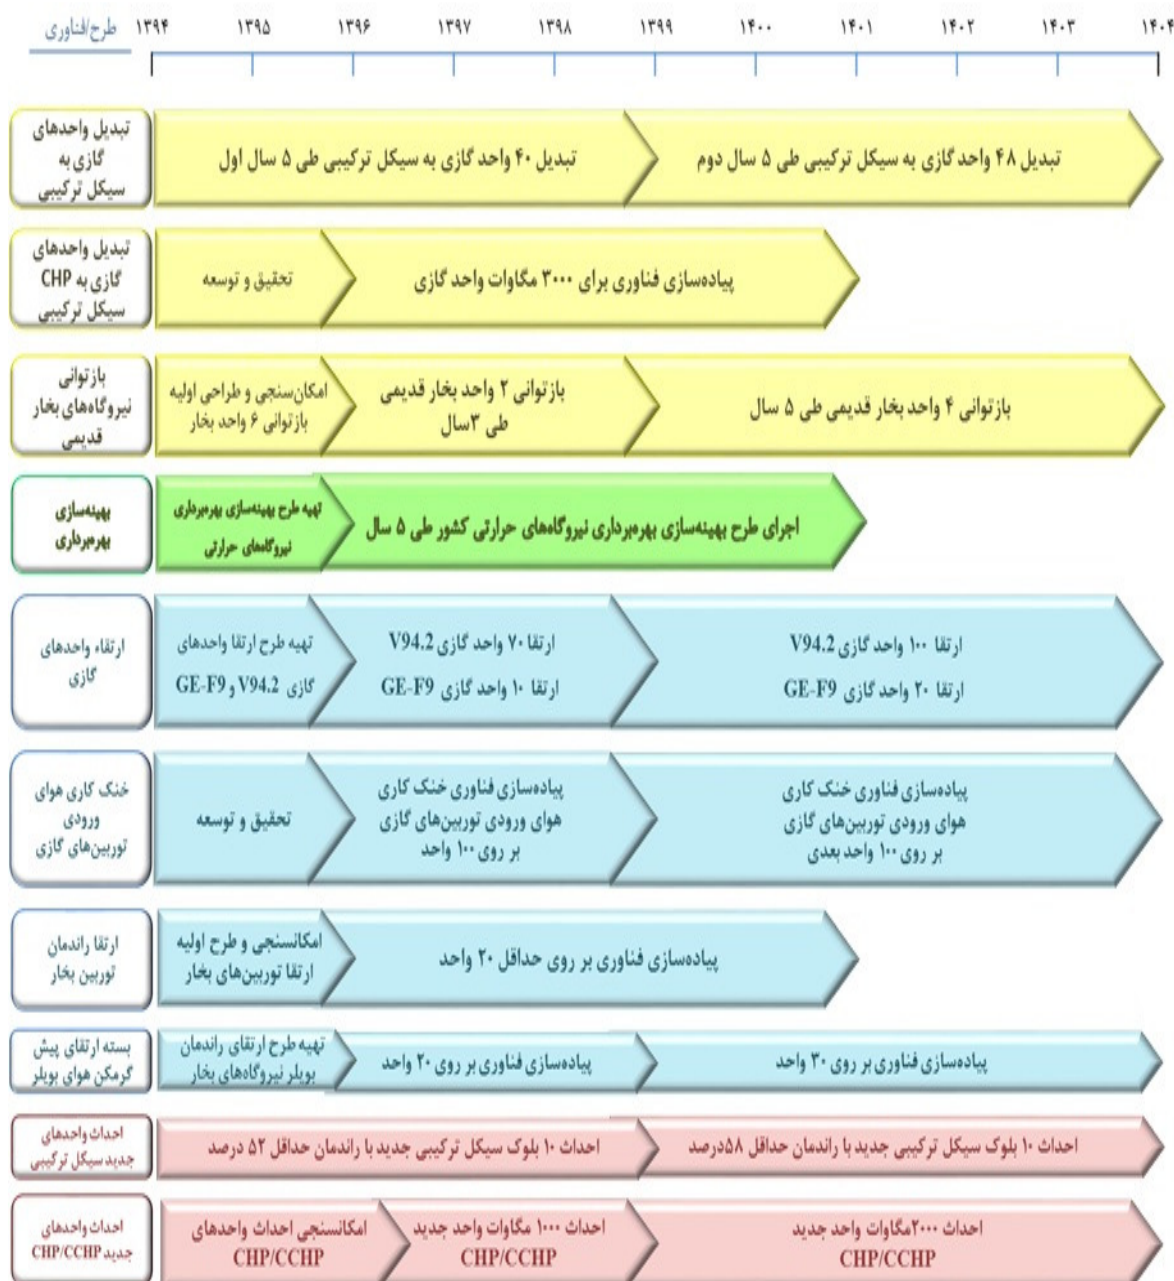 طرح/فناوری ۱۳۹۴ ۱۳۹۵ ۱۳۹۶ ۱۳۹۷ ۱۳۹۸ ۱۳۹۹ ۱۴۰۰ ۱۴۰۱ ۱۴۰۲ ۱۴۰۳ ۱۴۰۴
تبدیل واحدهای
گازی به
سیکل ترکیبی
تبدیل ۴۰ واحد گازی به سیکل ترکیبی طی ۵ سال اول
تبدیل ۴۸ واحد گازی به سیکل ترکیبی طی ۵ سال دوم
تبدیل واحدهای
گازی به CHP
سیکل ترکیبی
تحقیق و توسعه
پیاده‌سازی فناوری برای ۳۰۰۰ مگاوات واحد گازی
بازتوانی
نیروگاه‌های بخار
قدیمی
امکان‌سنجی و طراحی اولیه
بازتوانی ۶ واحد بخار
بازتوانی ۲ واحد بخار قدیمی
طی ۳سال
بازتوانی ۴ واحد بخار قدیمی طی ۵ سال
بهینه‌سازی
بهره‌برداری
تهیه طرح بهینه‌سازی بهره‌برداری
نیروگاه‌های حرارتی
اجرای طرح بهینه‌سازی بهره‌برداری نیروگاه‌های حرارتی کشور طی ۵ سال
ارتقاء واحدهای
گازی
تهیه طرح ارتقا واحدهای
گازی V94.2 و GE-F9
ارتقا ۷۰ واحد گازی V94.2
ارتقا ۱۰ واحد گازی GE-F9
ارتقا ۱۰۰ واحد گازی V94.2
ارتقا ۲۰ واحد گازی GE-F9
خنک کاری هوای
ورودی
توربین‌های گازی
تحقیق و توسعه
پیاده‌سازی فناوری خنک کاری
هوای ورودی توربین‌های گازی
بر روی ۱۰۰ واحد
پیاده‌سازی فناوری خنک کاری
هوای ورودی توربین‌های گازی
بر روی ۱۰۰ واحد بعدی
ارتقا راندمان
توربین بخار
امکانسنجی و طرح اولیه
ارتقا توربین‌های بخار
پیاده‌سازی فناوری بر روی حداقل ۲۰ واحد
بسته ارتقای پیش
گرمکن هوای بویلر
تهیه طرح ارتقای راندمان
بویلر نیروگاه‌های بخار
پیاده‌سازی فناوری بر روی ۲۰ واحد
پیاده‌سازی فناوری بر روی ۳۰ واحد
احداث واحدهای
جدید سیکل ترکیبی
احداث ۱۰ بلوک سیکل ترکیبی جدید با راندمان حداقل ۵۲ درصد
احداث ۱۰ بلوک سیکل ترکیبی جدید با راندمان حداقل ۵۸درصد
احداث واحدهای
جدید CHP/CCHP
امکانسنجی احداث واحدهای
CHP/CCHP
احداث ۱۰۰۰ مگاوات واحد جدید
CHP/CCHP
احداث ۲۰۰۰مگاوات واحد جدید
CHP/CCHP